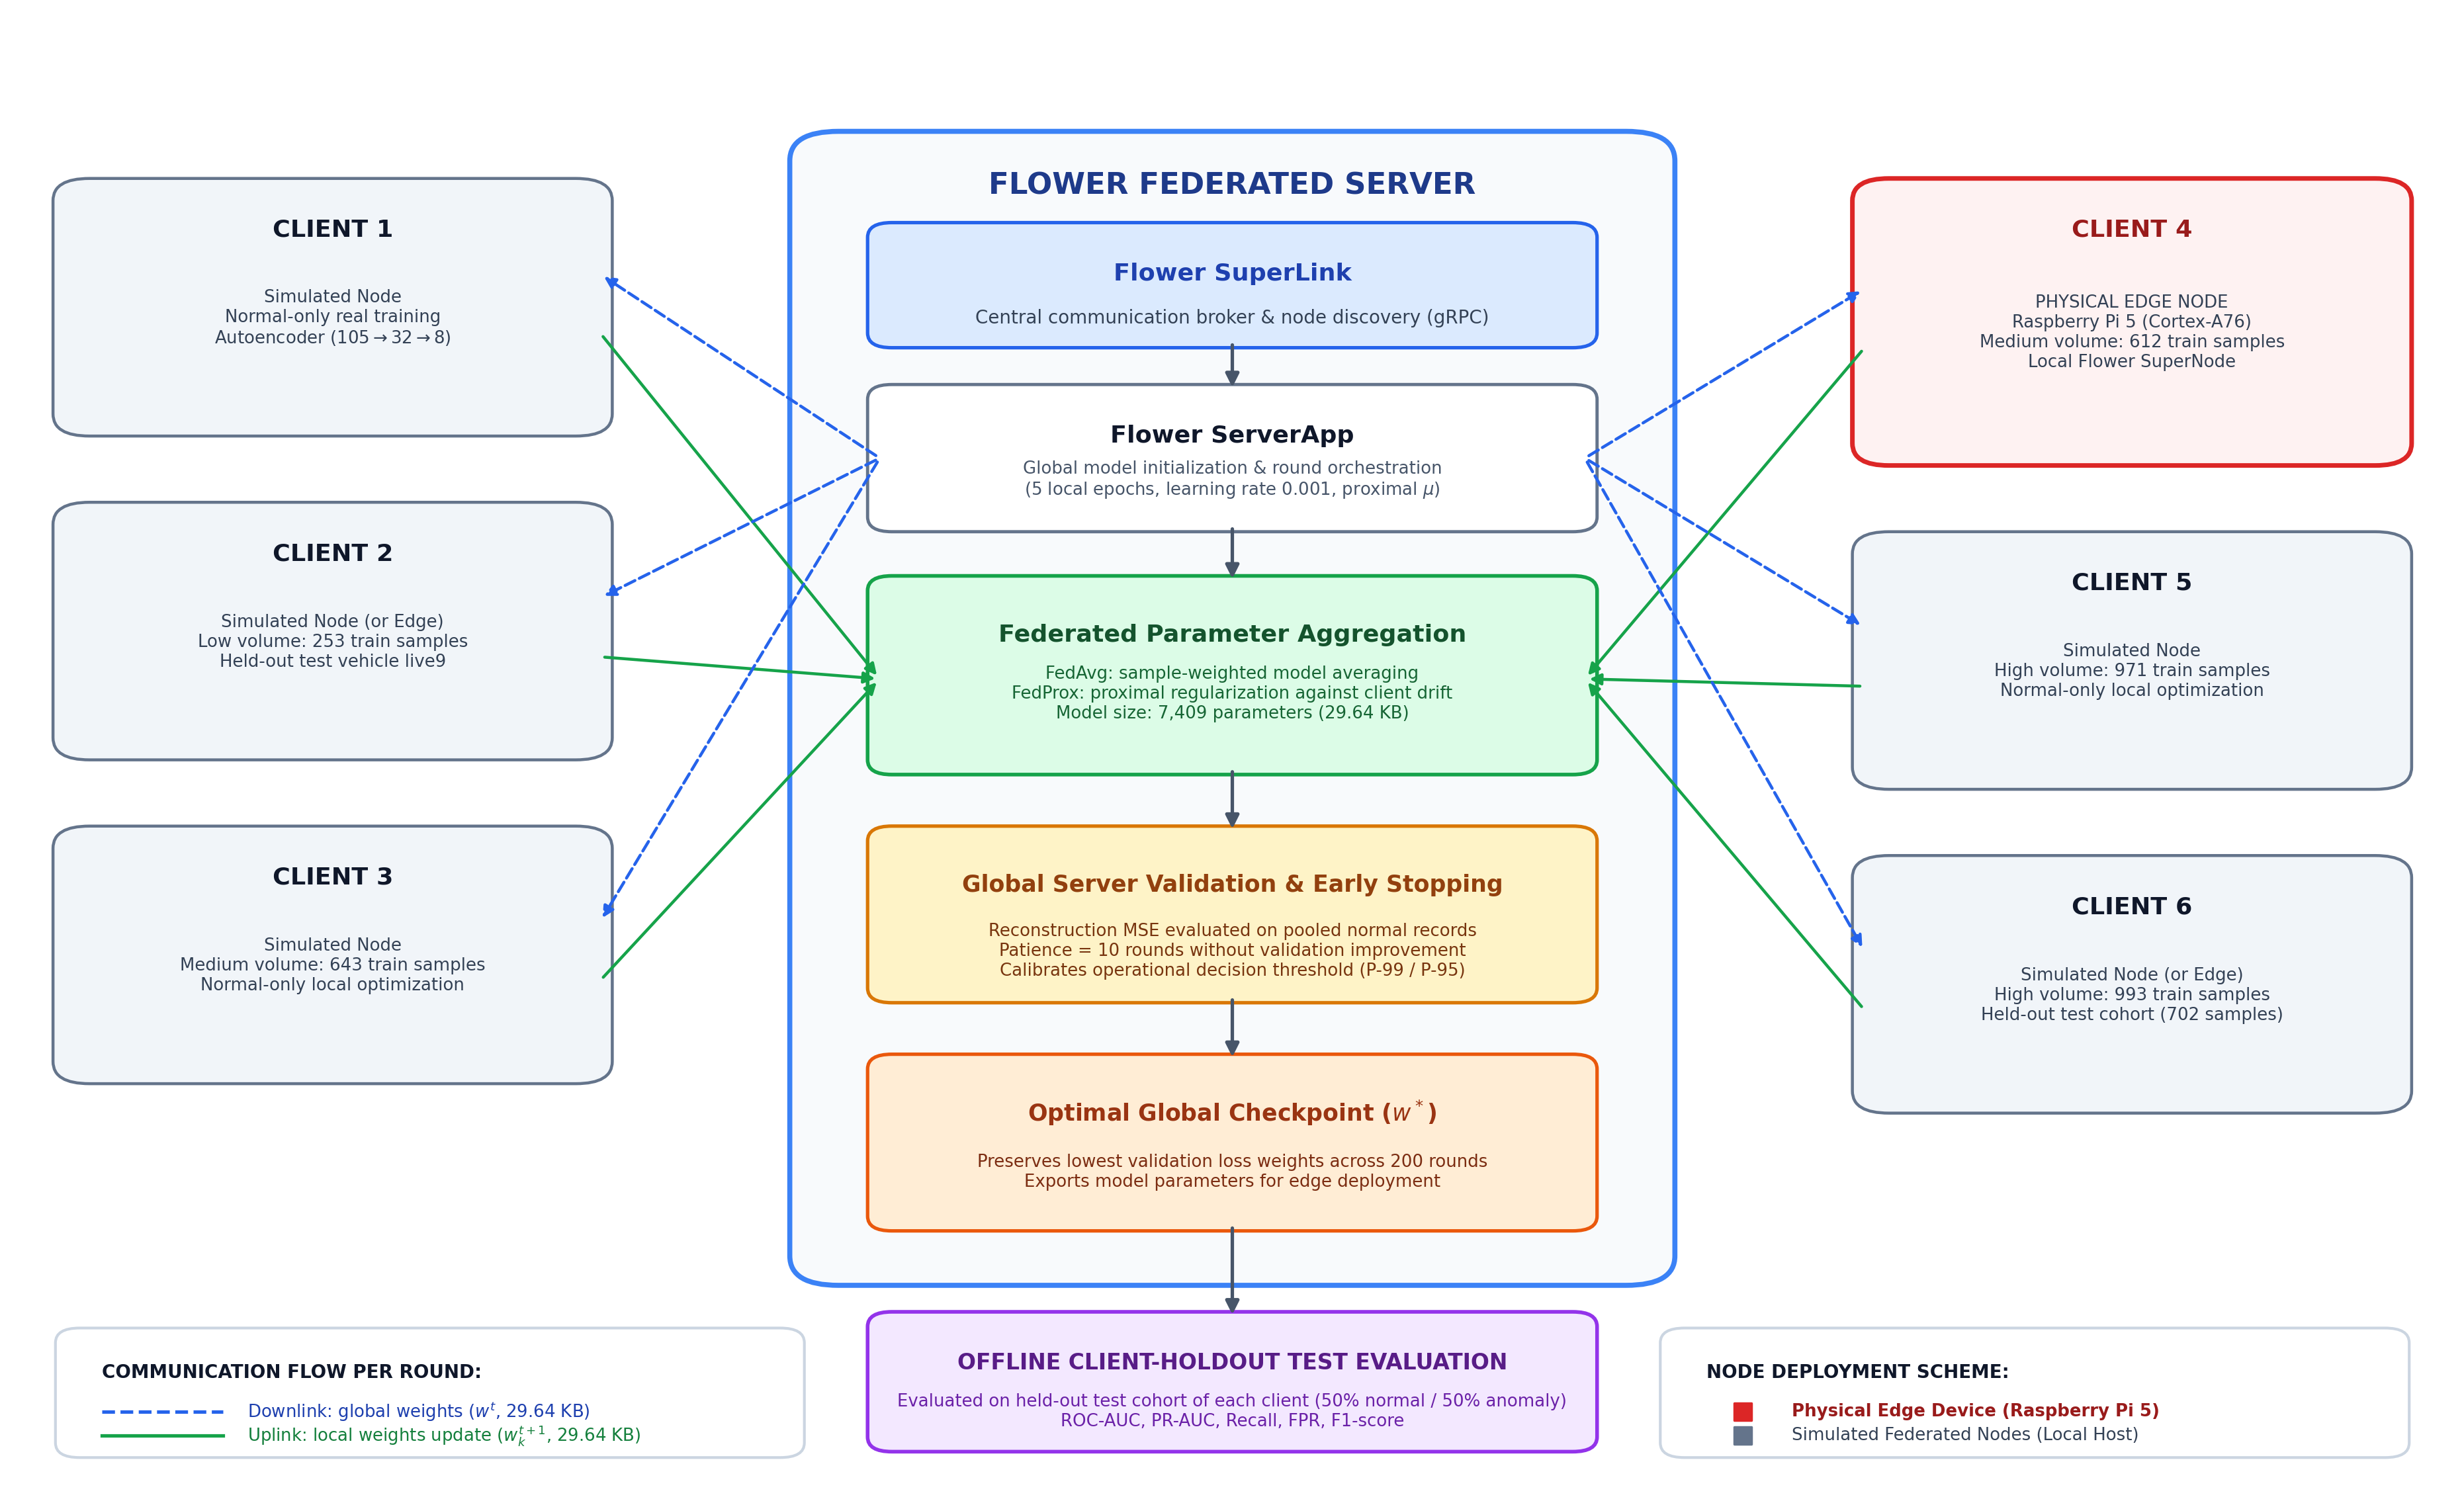 FLOWER FEDERATED SERVER
Flower SuperLink
Central communication broker & node discovery (gRPC)
Flower ServerApp
Global model initialization & round orchestration
(5 local epochs, learning rate 0.001, proximal μ)
Federated Parameter Aggregation
FedAvg: sample-weighted model averaging
FedProx: proximal regularization against client drift
Model size: 7,409 parameters (29.64 KB)
Global Server Validation & Early Stopping
Reconstruction MSE evaluated on pooled normal records
Patience = 10 rounds without validation improvement
Calibrates operational decision threshold (P-99 / P-95)
Optimal Global Checkpoint (w*)
Preserves lowest validation loss weights across 200 rounds
Exports model parameters for edge deployment
OFFLINE CLIENT-HOLDOUT TEST EVALUATION
Evaluated on held-out test cohort of each client (50% normal / 50% anomaly)
ROC-AUC, PR-AUC, Recall, FPR, F1-score
CLIENT 1
Simulated Node
Normal-only real training
Autoencoder (105→32→8)
CLIENT 2
Simulated Node (or Edge)
Low volume: 253 train samples
Held-out test vehicle live9
CLIENT 3
Simulated Node
Medium volume: 643 train samples
Normal-only local optimization
CLIENT 4
PHYSICAL EDGE NODE
Raspberry Pi 5 (Cortex-A76)
Medium volume: 612 train samples
Local Flower SuperNode
CLIENT 5
Simulated Node
High volume: 971 train samples
Normal-only local optimization
CLIENT 6
Simulated Node (or Edge)
High volume: 993 train samples
Held-out test cohort (702 samples)
COMMUNICATION FLOW PER ROUND:
Downlink: global weights (w^t, 29.64 KB)
Uplink: local weights update (w_k^{t+1}, 29.64 KB)
NODE DEPLOYMENT SCHEME:
Physical Edge Device (Raspberry Pi 5)
Simulated Federated Nodes (Local Host)